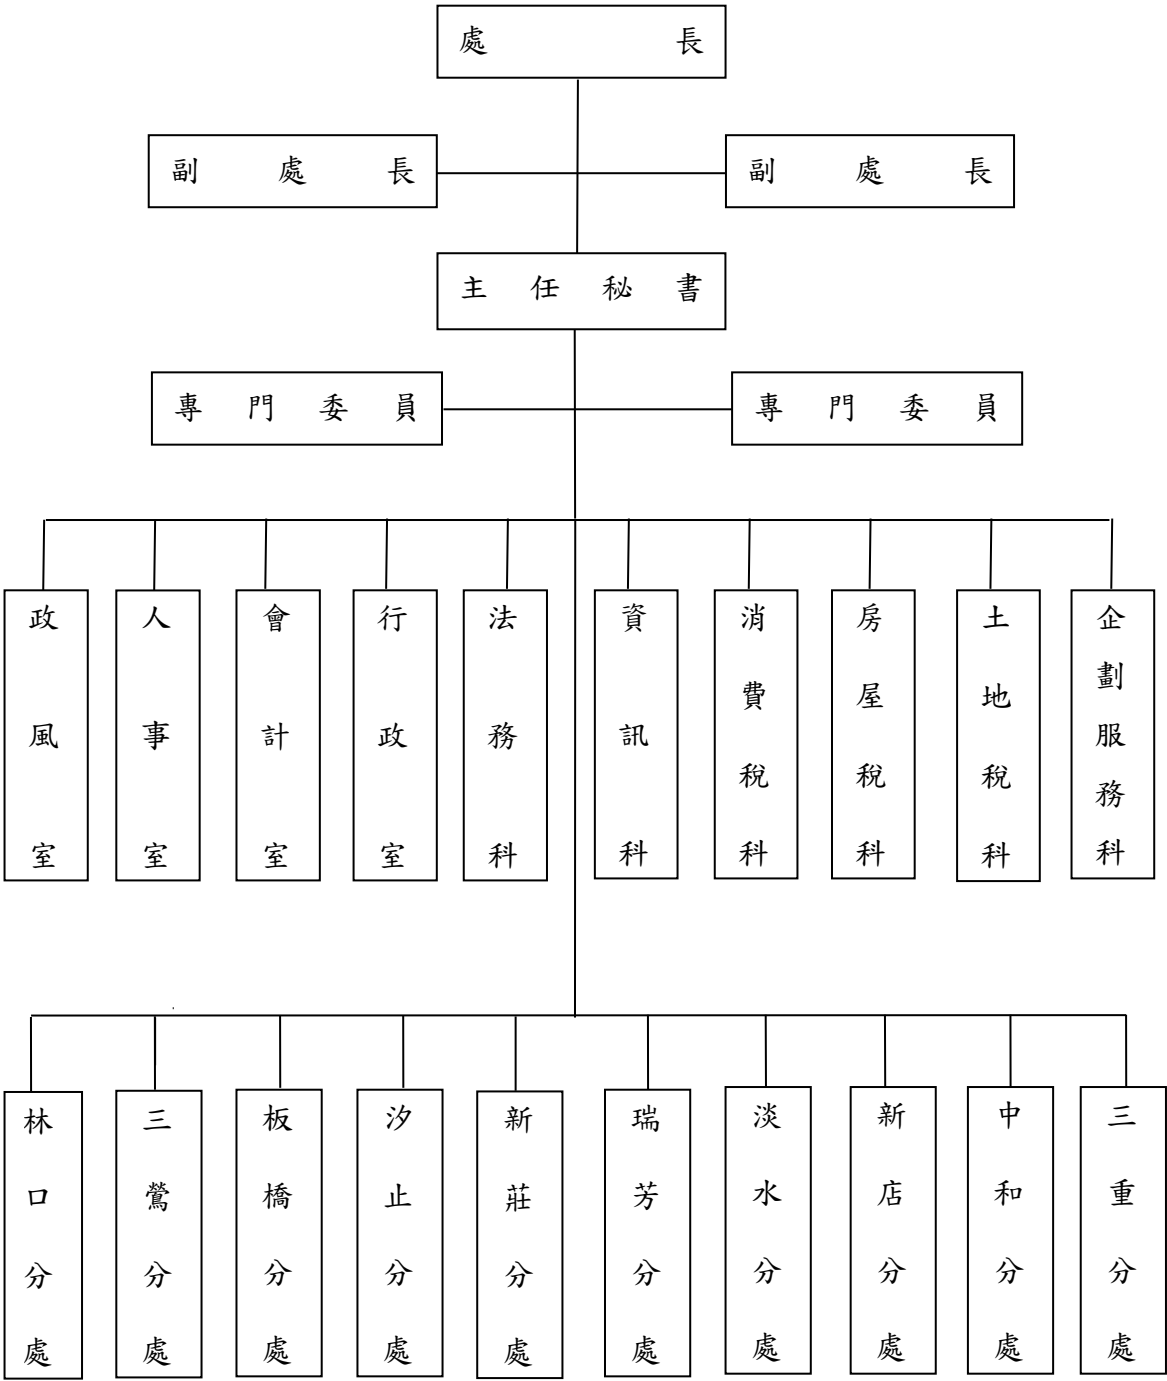 處長
副處長
副處長
主任秘書
專門委員
專門委員
政風室
人事室
會計室
行政室
法務科
資訊科
消費稅科
房屋稅科
土地稅科
企劃服務科
林口分處
三鶯分處
板橋分處
汐止分處
新莊分處
瑞芳分處
淡水分處
新店分處
中和分處
三重分處